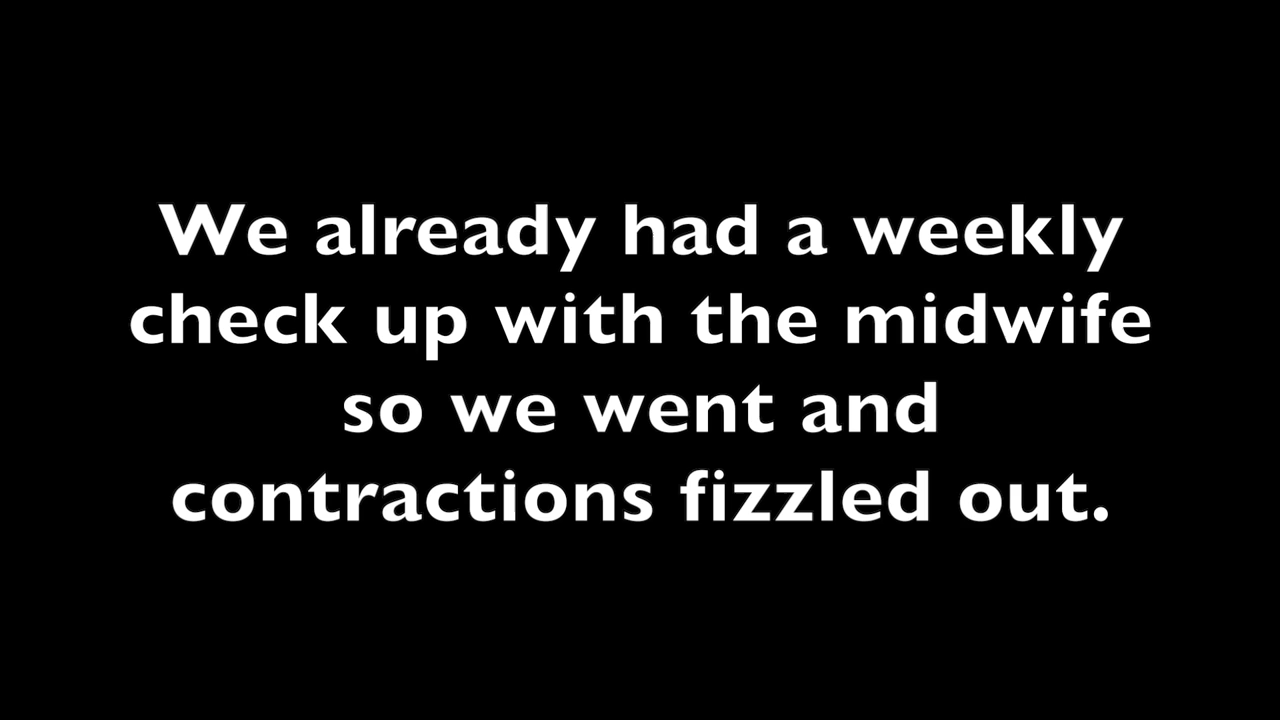 We already had a weekly
check up with the midwife
so we went and
contractions fizzled out.